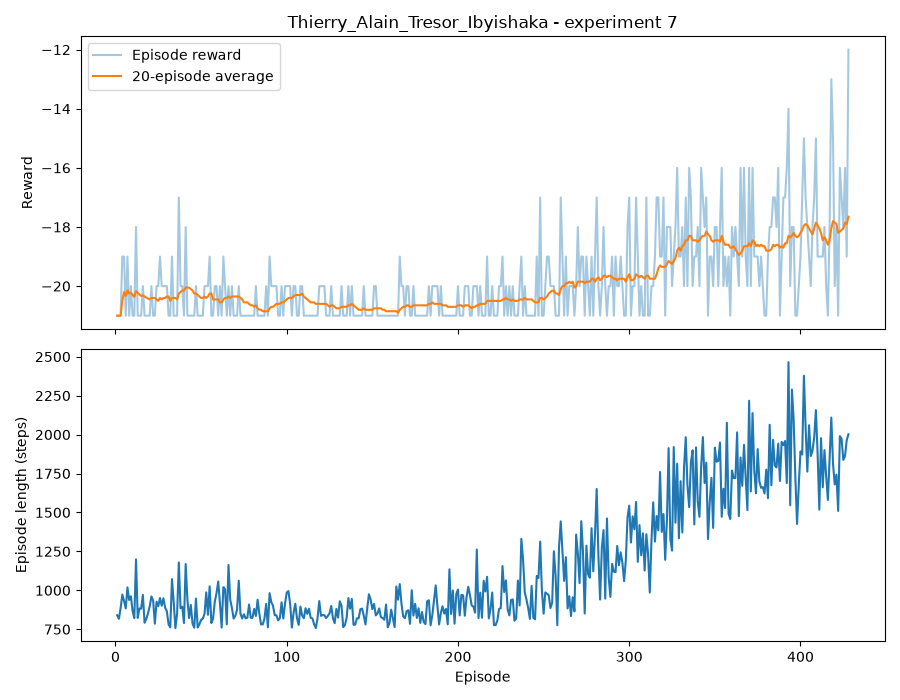 Thierry_Alain_Tresor_Ibyishaka - experiment 7
Episode reward
20-episode average
−12
−14
−16
−18
−20
Reward
2500
2250
2000
1750
1500
1250
1000
750
Episode length (steps)
0 100 200 300 400
Episode